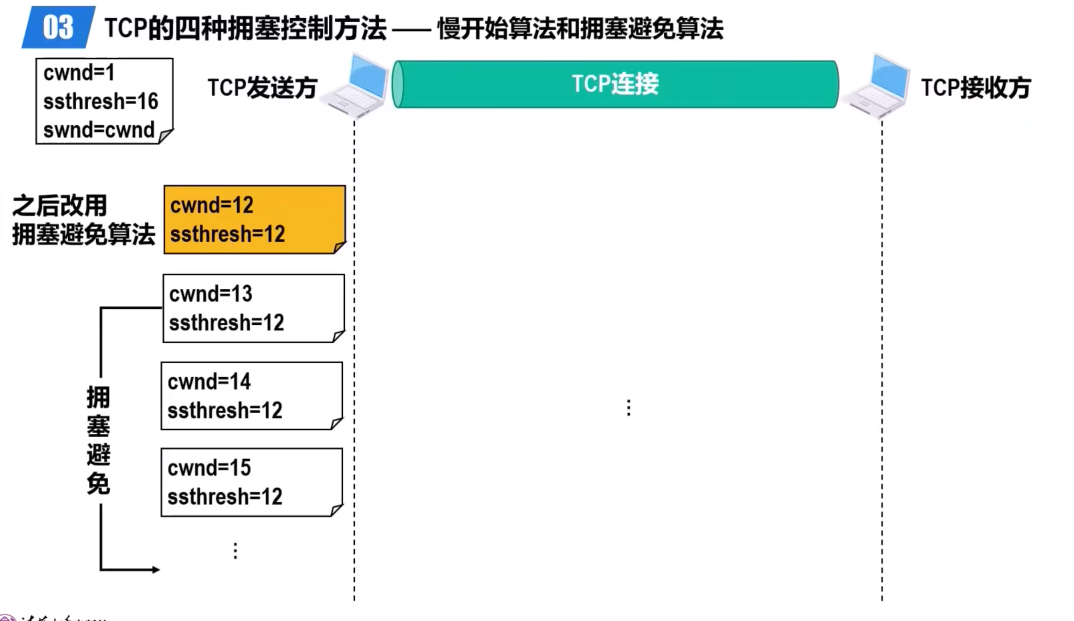 03 TCP的四种拥塞控制方法 —— 慢开始算法和拥塞避免算法
cwnd=1
ssthresh=16
swnd=cwnd
TCP发送方
TCP连接
TCP接收方
之后改用
拥塞避免算法
cwnd=12
ssthresh=12
cwnd=13
ssthresh=12
cwnd=14
ssthresh=12
cwnd=15
ssthresh=12
⋮
拥塞避免
⋮